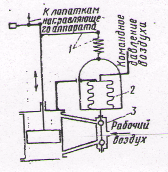 К лопаткам
направляюще-
го аппарата
1
Командное
давление
воздуха
2
3
Рабочий
воздух